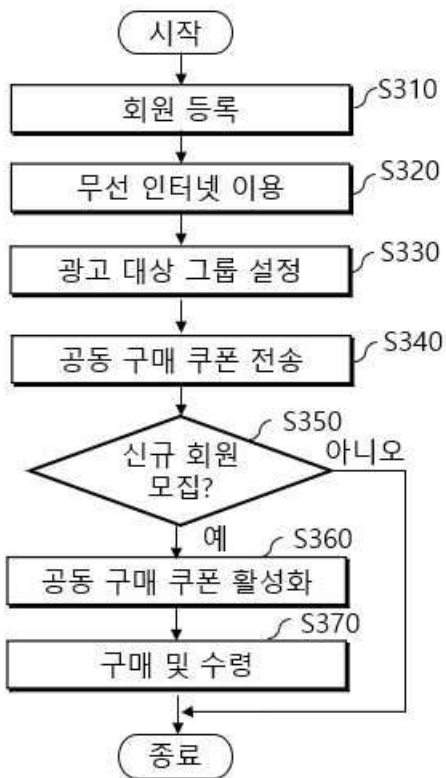 시작
S310
회원 등록
S320
무선 인터넷 이용
S330
광고 대상 그룹 설정
S340
공동 구매 쿠폰 전송
S350
신규 회원
모집?
아니오
예
S360
공동 구매 쿠폰 활성화
S370
구매 및 수령
종료